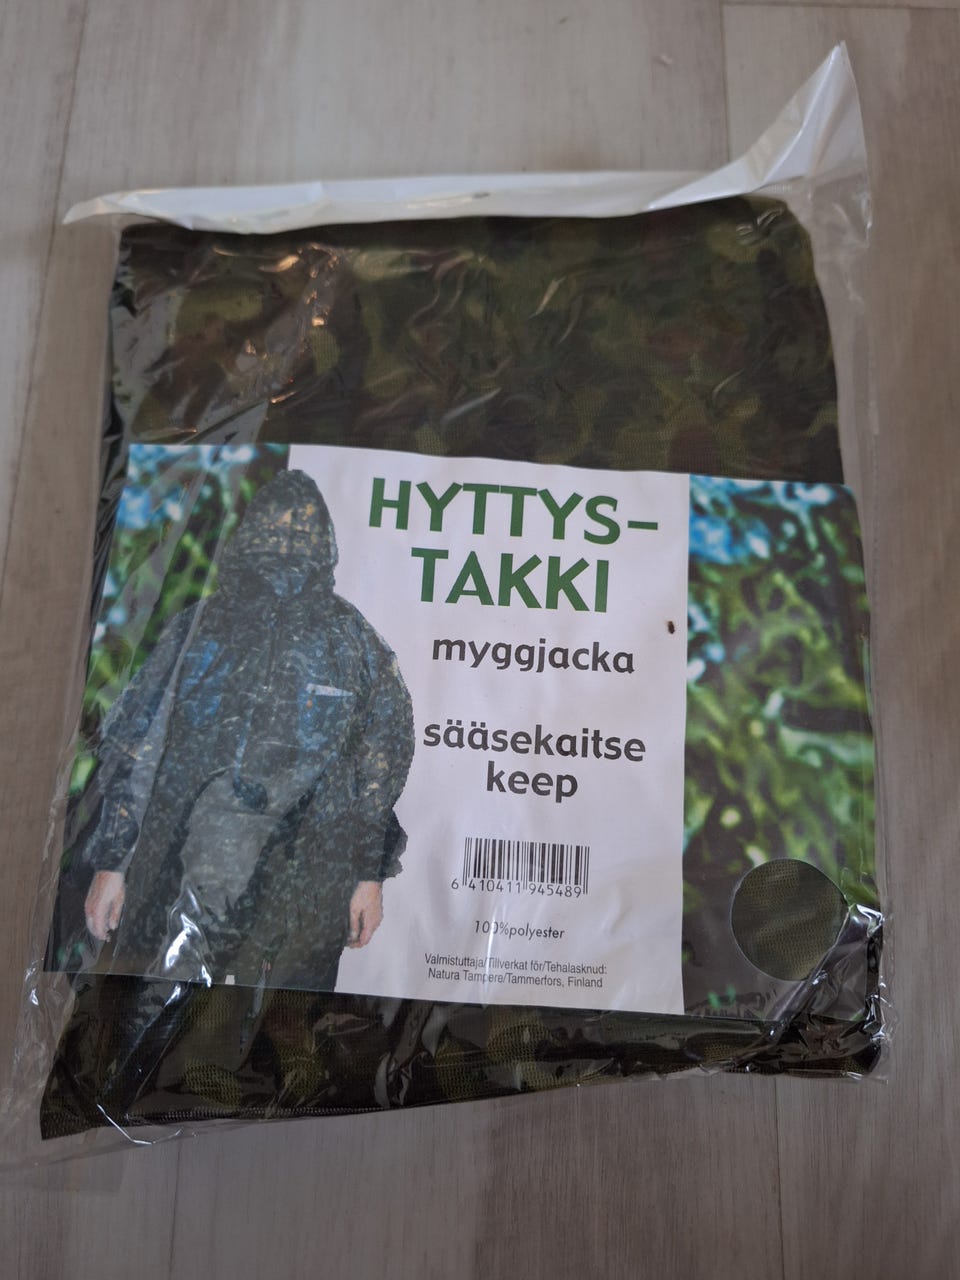 HYTTYS-
TAKKI
myggjacka
sääsekaitse
keep
6 410411 945489
100%polyester
Valmistuttaja/Tillverkat för/Tehalasknud:
Natura Tampere/Tammerfors, Finland